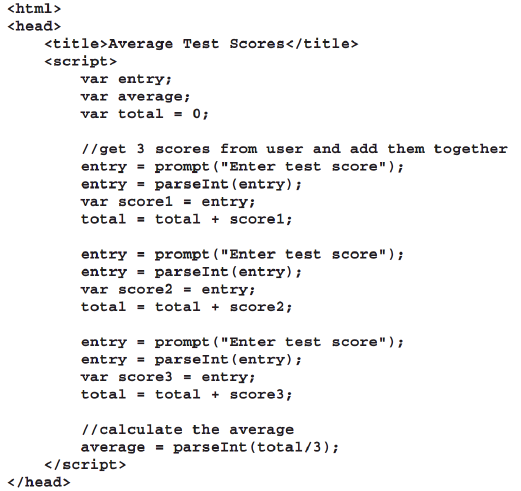 <html>
<head>
<title>Average Test Scores</title>
<script>
var entry;
var average;
var total = 0;
//get 3 scores from user and add them together
entry = prompt("Enter test score");
entry = parseInt(entry);
var score1 = entry;
total = total + score1;
entry = prompt("Enter test score");
entry = parseInt(entry);
var score2 = entry;
total = total + score2;
entry = prompt("Enter test score");
entry = parseInt(entry);
var score3 = entry;
total = total + score3;
//calculate the average
average = parseInt(total/3);
</script>
</head>